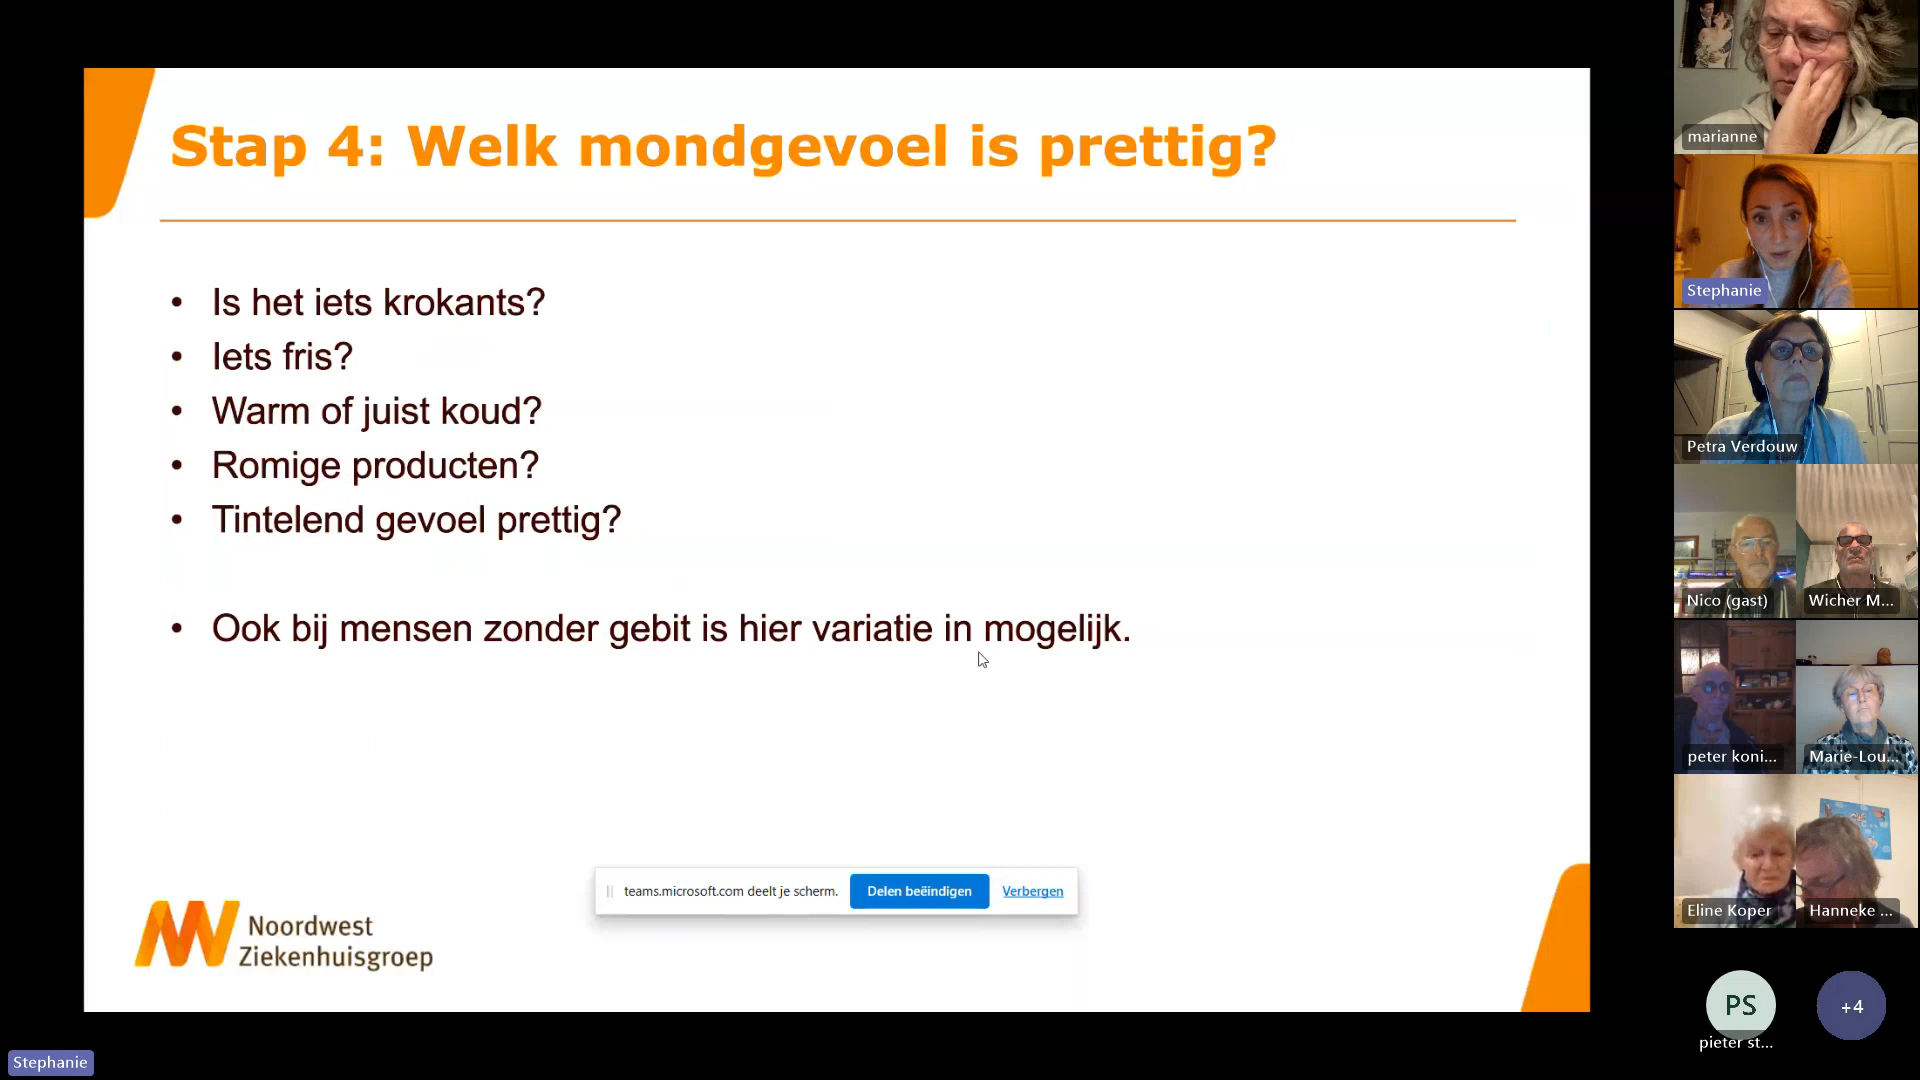 Stap 4: Welk mondgevoel is prettig?
• Is het iets krokants?
• Iets fris?
• Warm of juist koud?
• Romige producten?
• Tintelend gevoel prettig?
• Ook bij mensen zonder gebit is hier variatie in mogelijk.
teams.microsoft.com deelt je scherm. Delen beëindigen Verbergen
Noordwest
Ziekenhuisgroep
Stephanie
marianne
Stephanie
Petra Verdouw
Nico (gast) Wicher M...
peter koni... Marie-Lou...
Eline Koper Hanneke ...
PS +4
pieter st...